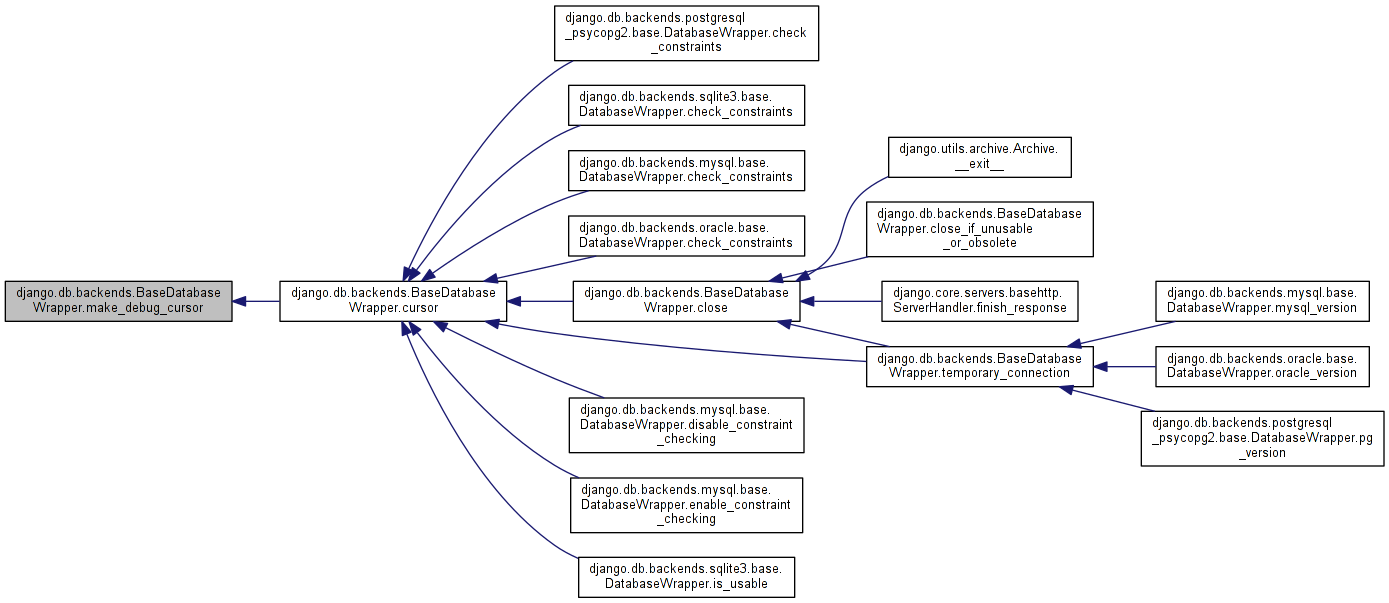 django.db.backends.postgresql
_psycopg2.base.DatabaseWrapper.check
_constraints
django.db.backends.sqlite3.base.
DatabaseWrapper.check_constraints
django.db.backends.mysql.base.
DatabaseWrapper.check_constraints
django.db.backends.oracle.base.
DatabaseWrapper.check_constraints
django.utils.archive.Archive.
__exit__
django.db.backends.BaseDatabase
Wrapper.close_if_unusable
_or_obsolete
django.db.backends.BaseDatabase
Wrapper.make_debug_cursor
django.db.backends.BaseDatabase
Wrapper.cursor
django.db.backends.BaseDatabase
Wrapper.close
django.core.servers.basehttp.
ServerHandler.finish_response
django.db.backends.mysql.base.
DatabaseWrapper.mysql_version
django.db.backends.BaseDatabase
Wrapper.temporary_connection
django.db.backends.oracle.base.
DatabaseWrapper.oracle_version
django.db.backends.postgresql
_psycopg2.base.DatabaseWrapper.pg
_version
django.db.backends.mysql.base.
DatabaseWrapper.disable_constraint
_checking
django.db.backends.mysql.base.
DatabaseWrapper.enable_constraint
_checking
django.db.backends.sqlite3.base.
DatabaseWrapper.is_usable